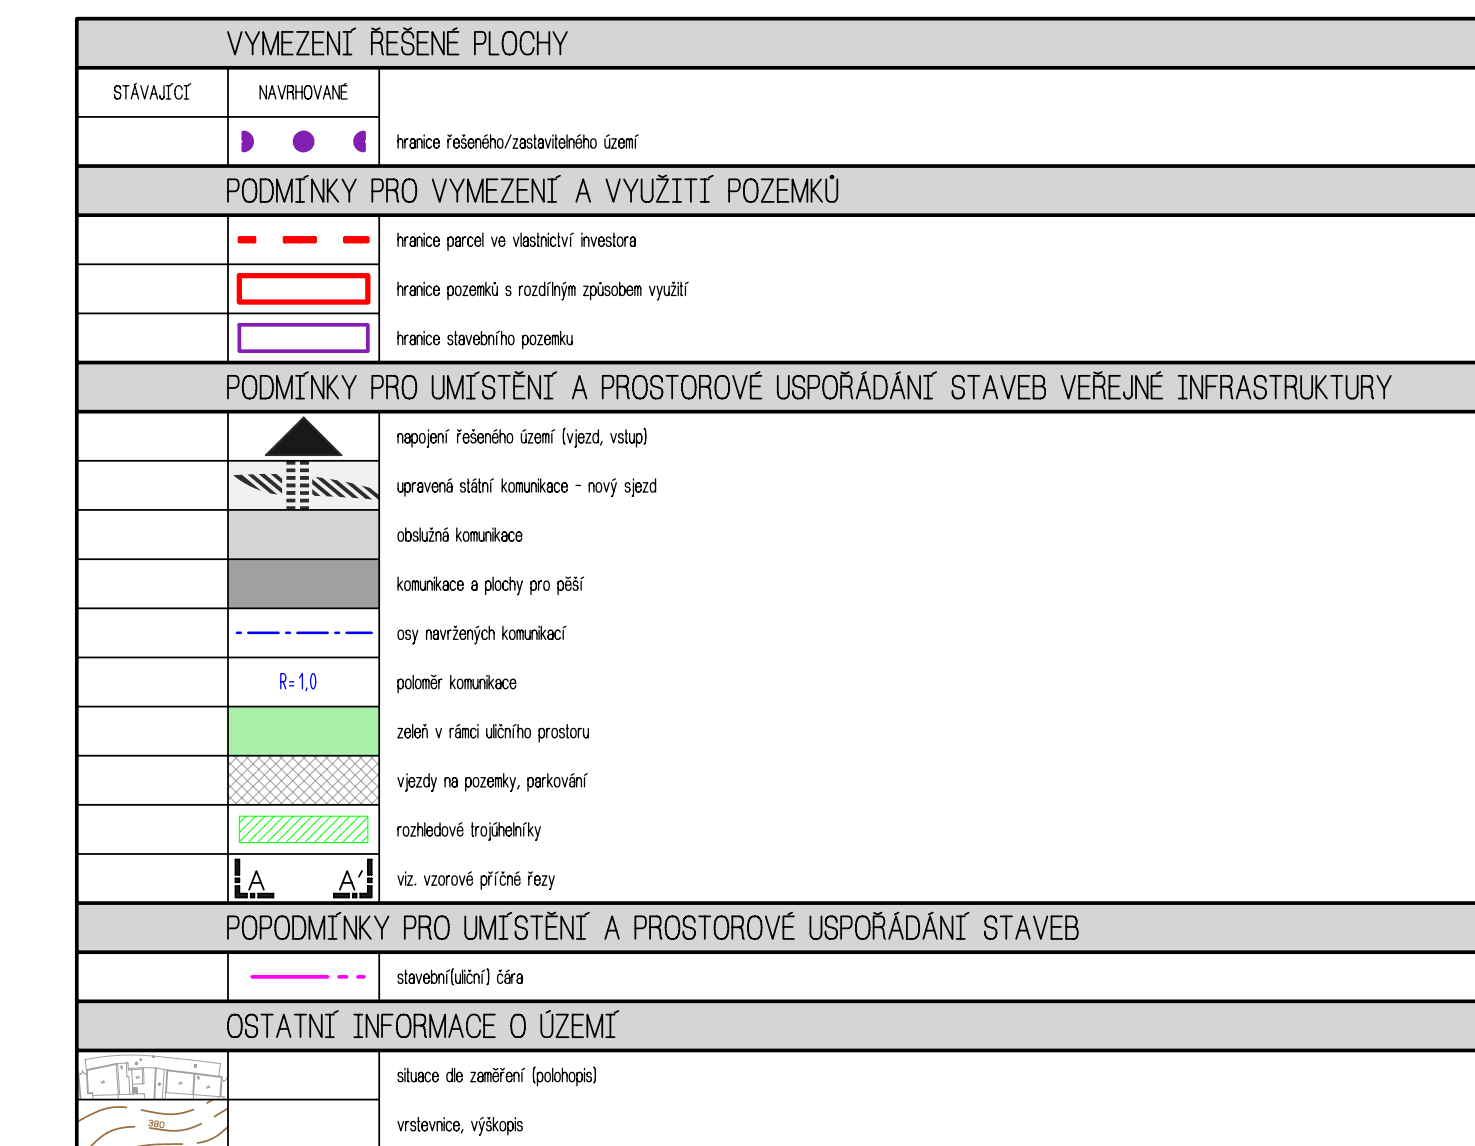 VYMEZENÍ ŘEŠENÉ PLOCHY
STÁVAJÍCÍ NAVRHOVANÉ
hranice řešeného/zastavitelného území
PODMÍNKY PRO VYMEZENÍ A VYUŽITÍ POZEMKŮ
hranice parcel ve vlastnictví investora
hranice pozemků s rozdílným způsobem využití
hranice stavebního pozemku
PODMÍNKY PRO UMÍSTĚNÍ A PROSTOROVÉ USPOŘÁDÁNÍ STAVEB VEŘEJNÉ INFRASTRUKTURY
napojení řešeného území (vjezd, vstup)
upravená státní komunikace - nový sjezd
obslužná komunikace
komunikace a plochy pro pěší
osy navržených komunikací
R=1,0 poloměr komunikace
zeleň v rámci uličního prostoru
vjezdy na pozemky, parkování
rozhledové trojúhelníky
A A' viz. vzorové příčné řezy
POPODMÍNKY PRO UMÍSTĚNÍ A PROSTOROVÉ USPOŘÁDÁNÍ STAVEB
stavební(uliční) čára
OSTATNÍ INFORMACE O ÚZEMÍ
situace dle zaměření (polohopis)
380 vrstevnice, výškopis